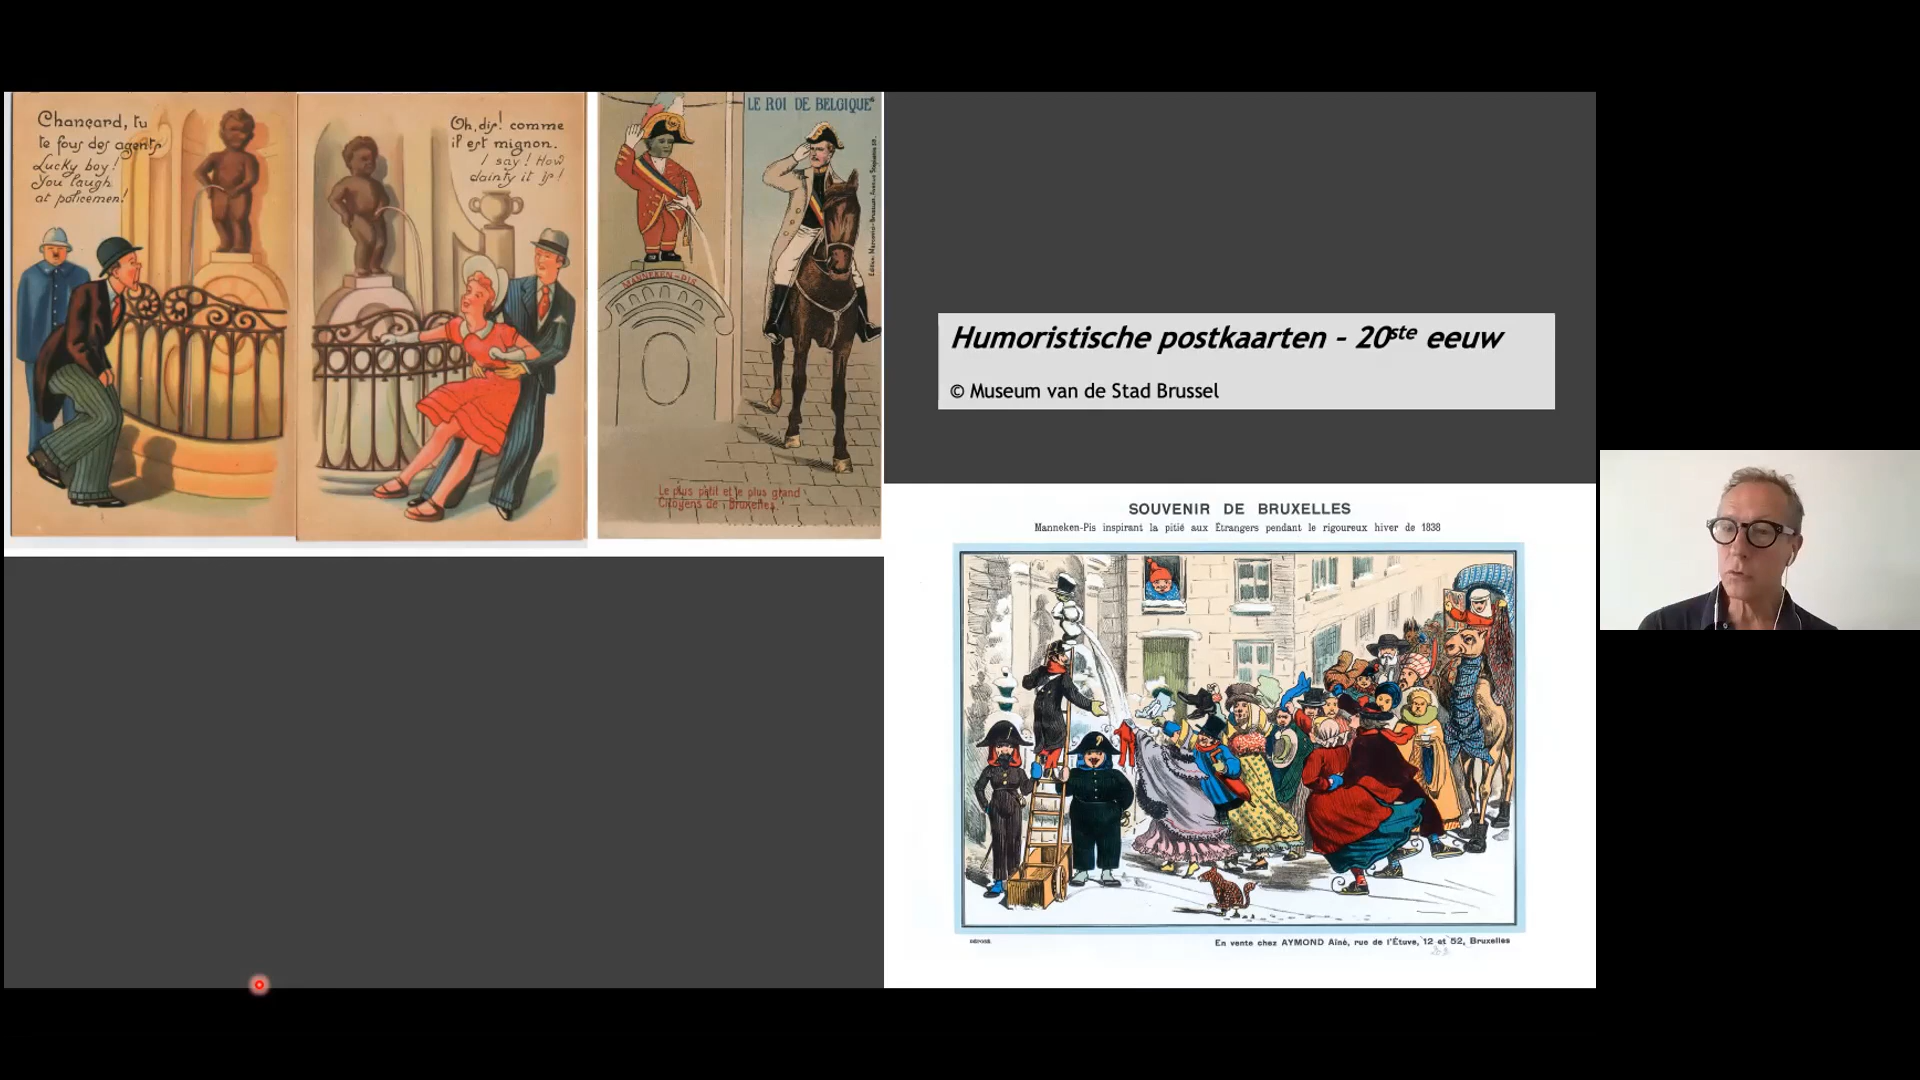 Chançard, tu
te fous des agents
Lucky boy!
You laugh
at policemen!
Oh, dis! comme
il est mignon.
I say! How
dainty it is!
LE ROI DE BELGIQUE
MANNEKEN-PIS
Le plus petit et le plus grand
Citoyens de Bruxelles.
Humoristische postkaarten - 20ste eeuw
© Museum van de Stad Brussel
SOUVENIR DE BRUXELLES
Manneken-Pis inspirant la pitié aux Étrangers pendant le rigoureux hiver de 1838
DÉPOSÉ
En vente chez AYMOND Aîné, rue de l'Étuve, 12 et 52, Bruxelles